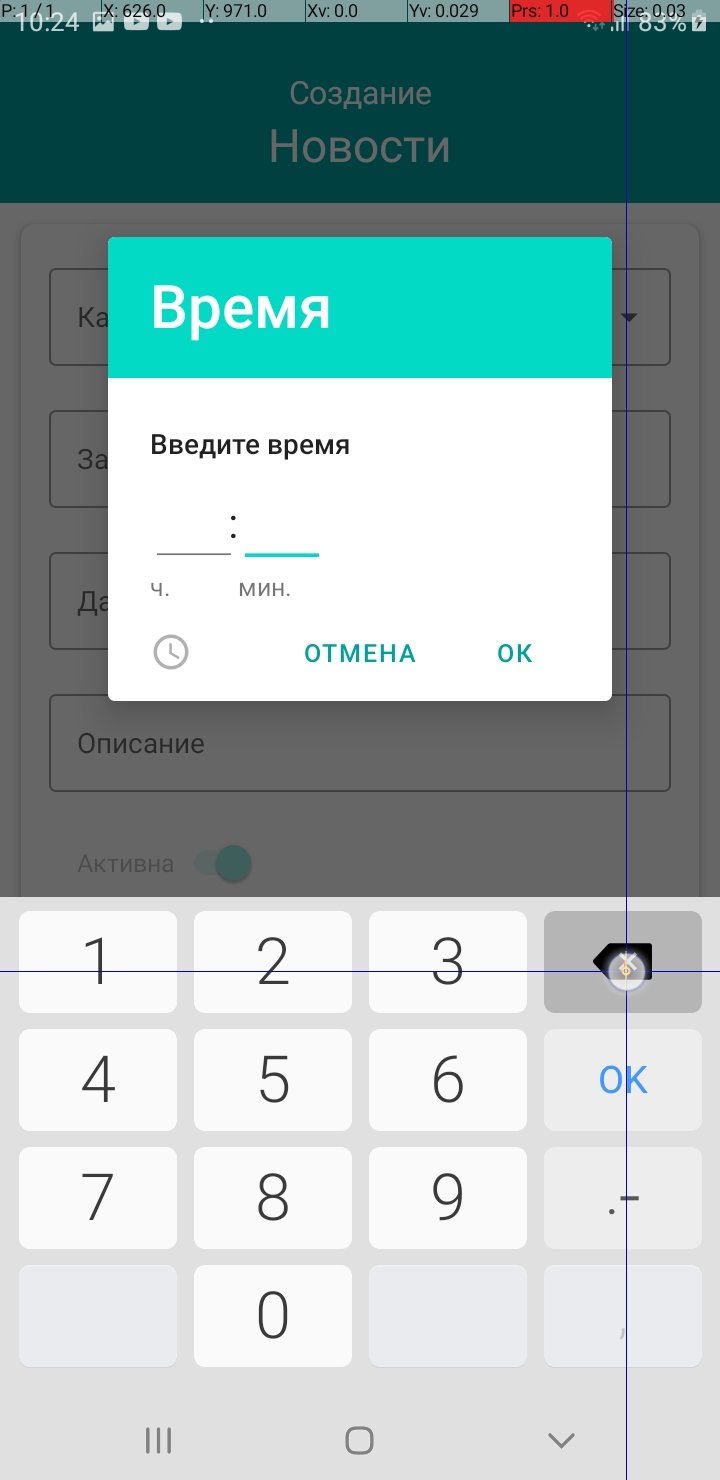 P: 1 / 1 X: 626.0 Y: 971.0 Xv: 0.0 Yv: 0.029 Prs: 1.0 Size: 0.03
10:24 83%
Создание
Новости
Время
Ка
За
Введите время
:
ч. мин.
Да
ОТМЕНА ОК
Описание
Активна
1 2 3
4 5 6 OK
7 8 9 .-
0 ,